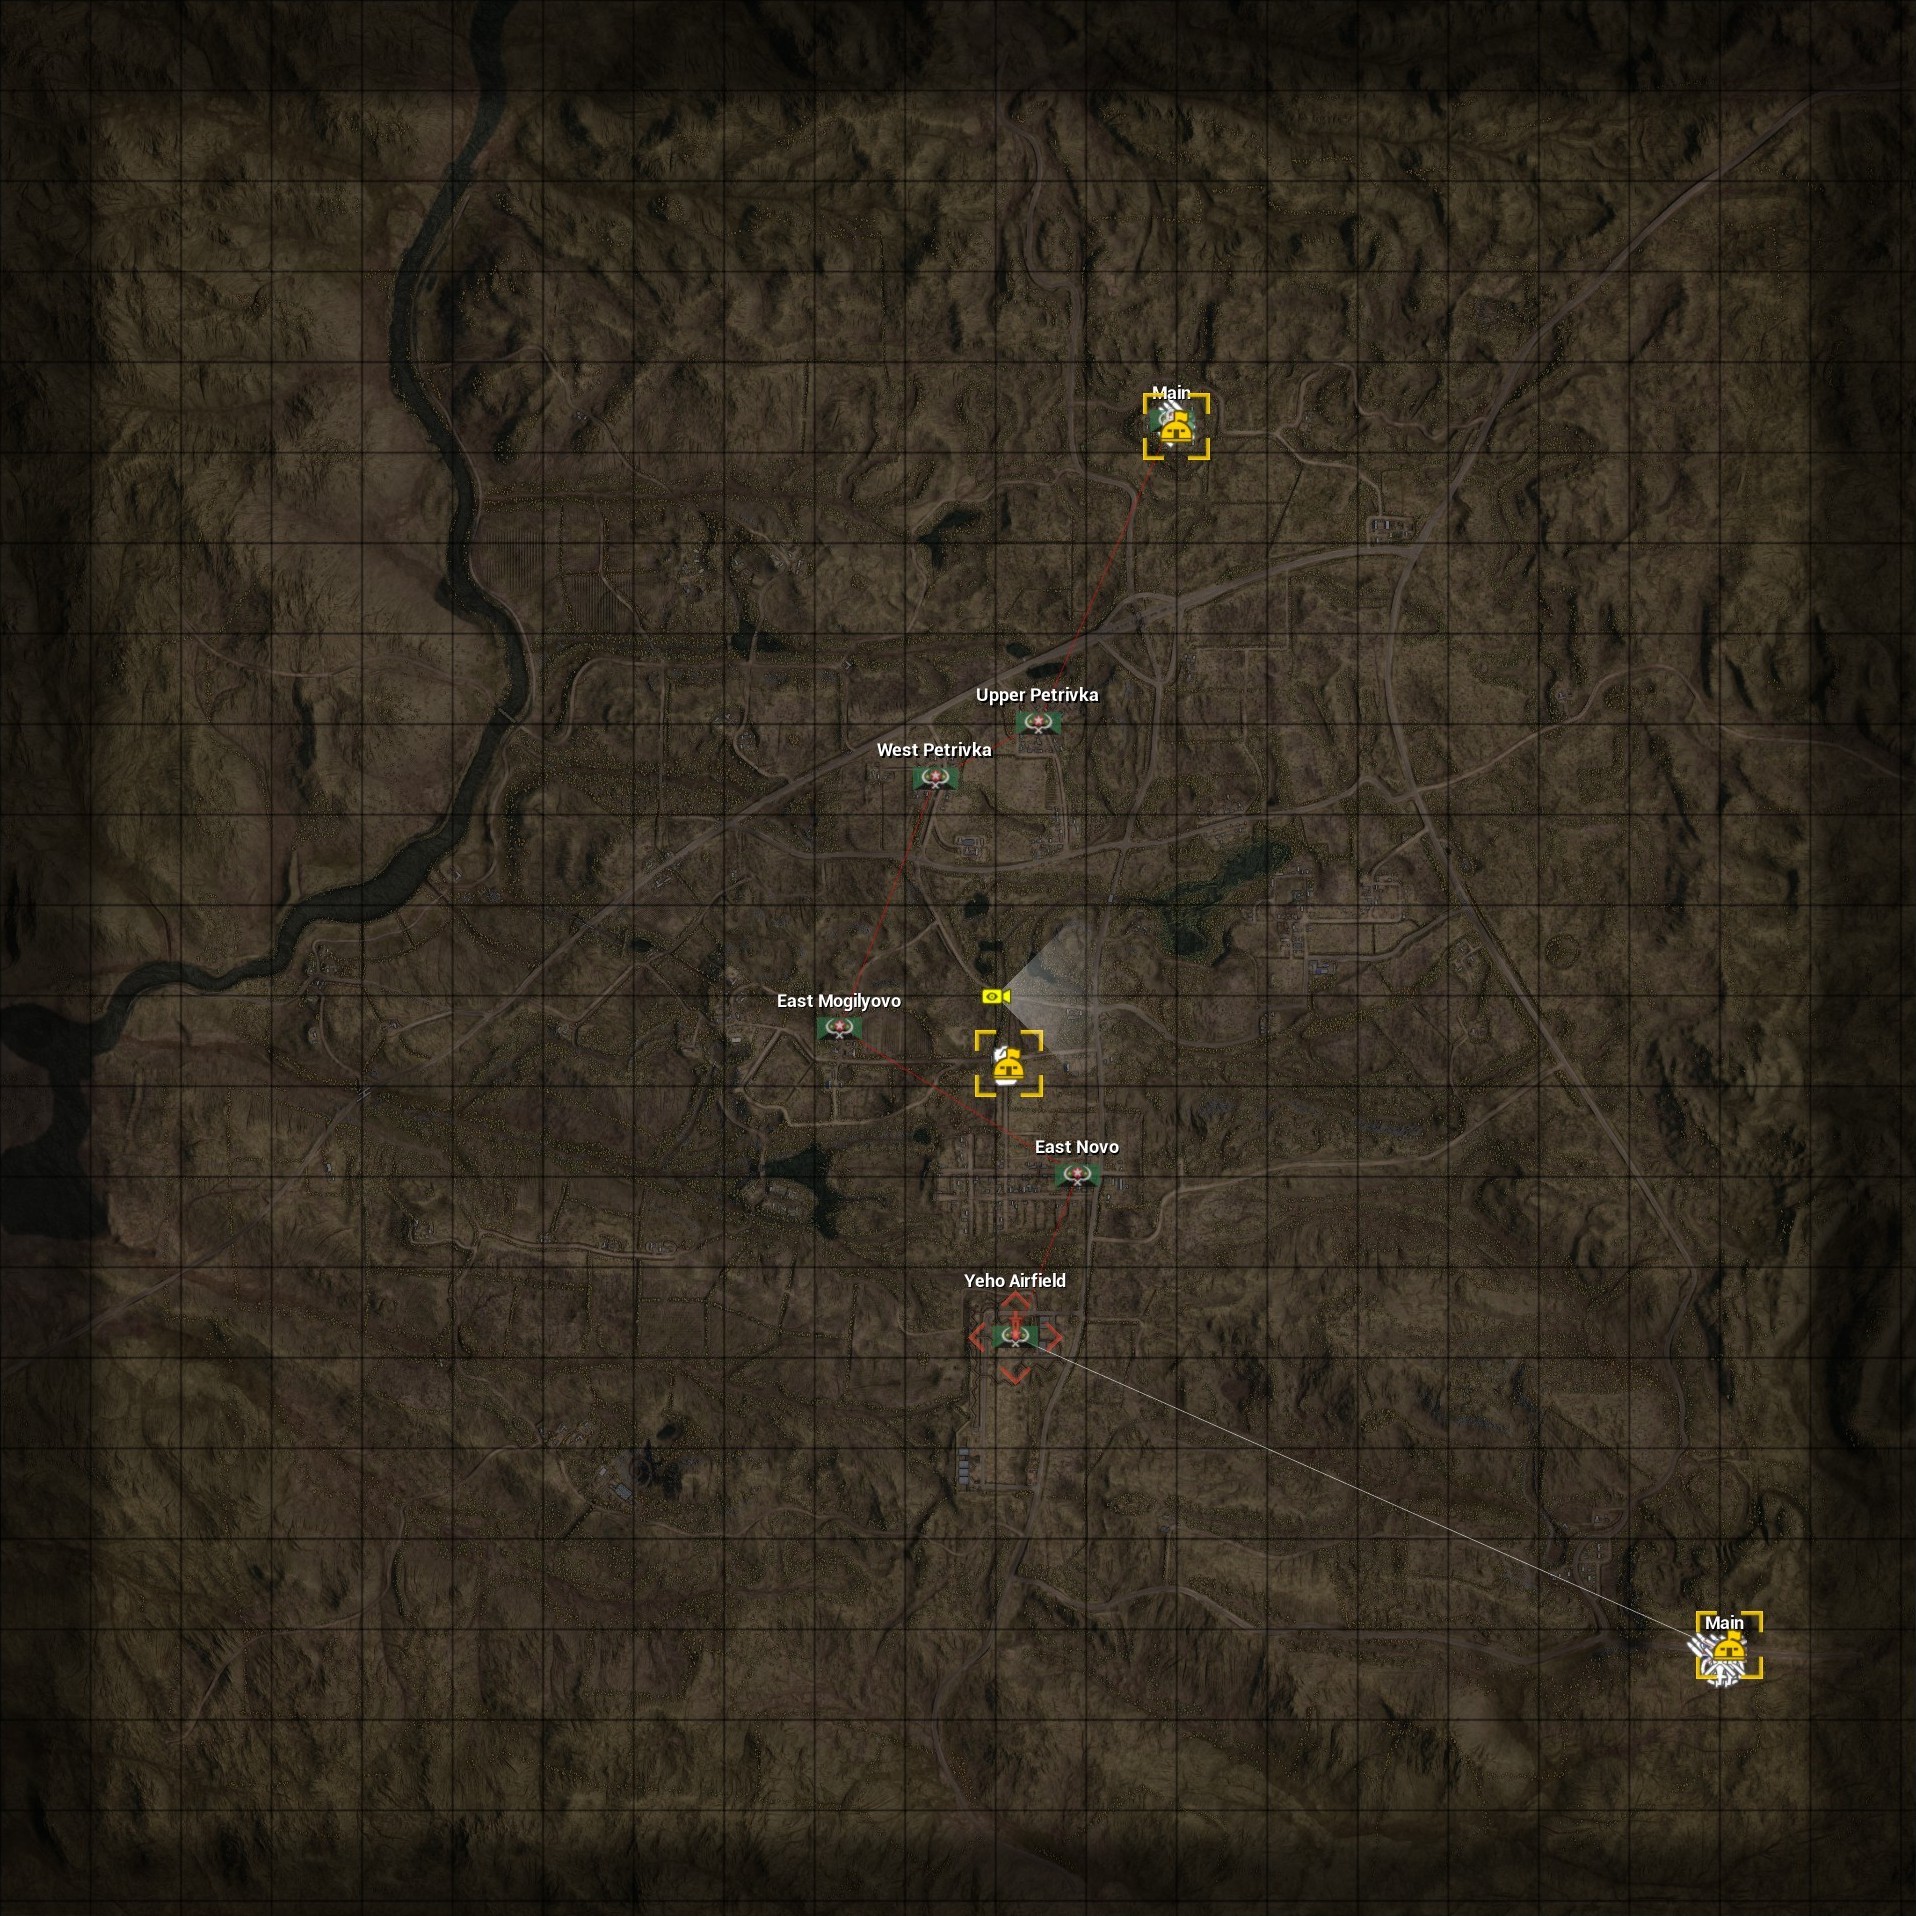 Main
Upper Petrivka
West Petrivka
East Mogilyovo
East Novo
Yeho Airfield
Main